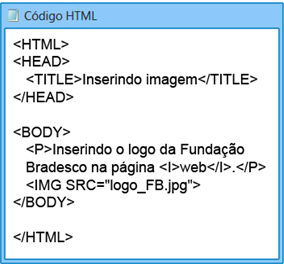 Código HTML
<HTML>
<HEAD>
<TITLE>Inserindo imagem</TITLE>
</HEAD>
<BODY>
<P>Inserindo o logo da Fundação
Bradesco na página <I>web</I>.</P>
<IMG SRC="logo_FB.jpg">
</BODY>
</HTML>